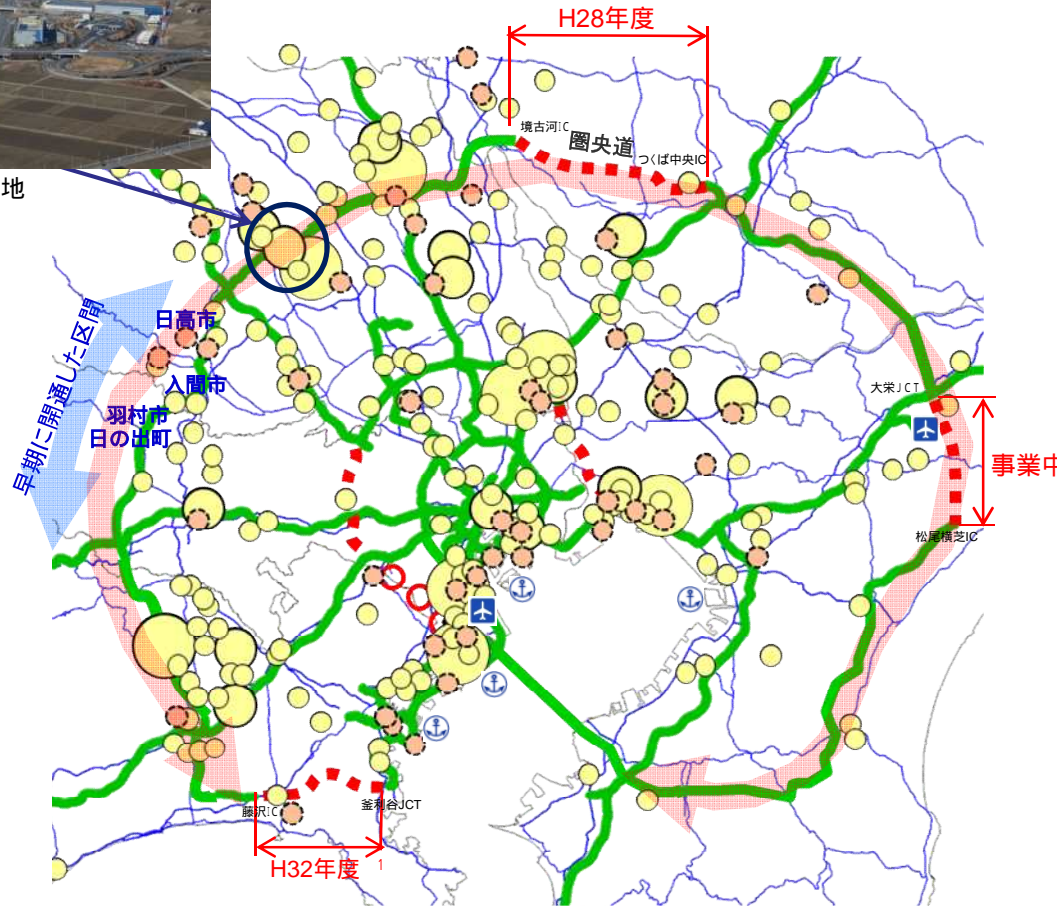 H28年度
境古河IC
圏央道
つくば中央IC
地
早期に開通した区間
日高市
入間市
羽村市
日の出町
大栄JCT
事業中
松尾横芝IC
藤沢IC
釜利谷JCT
H32年度
1